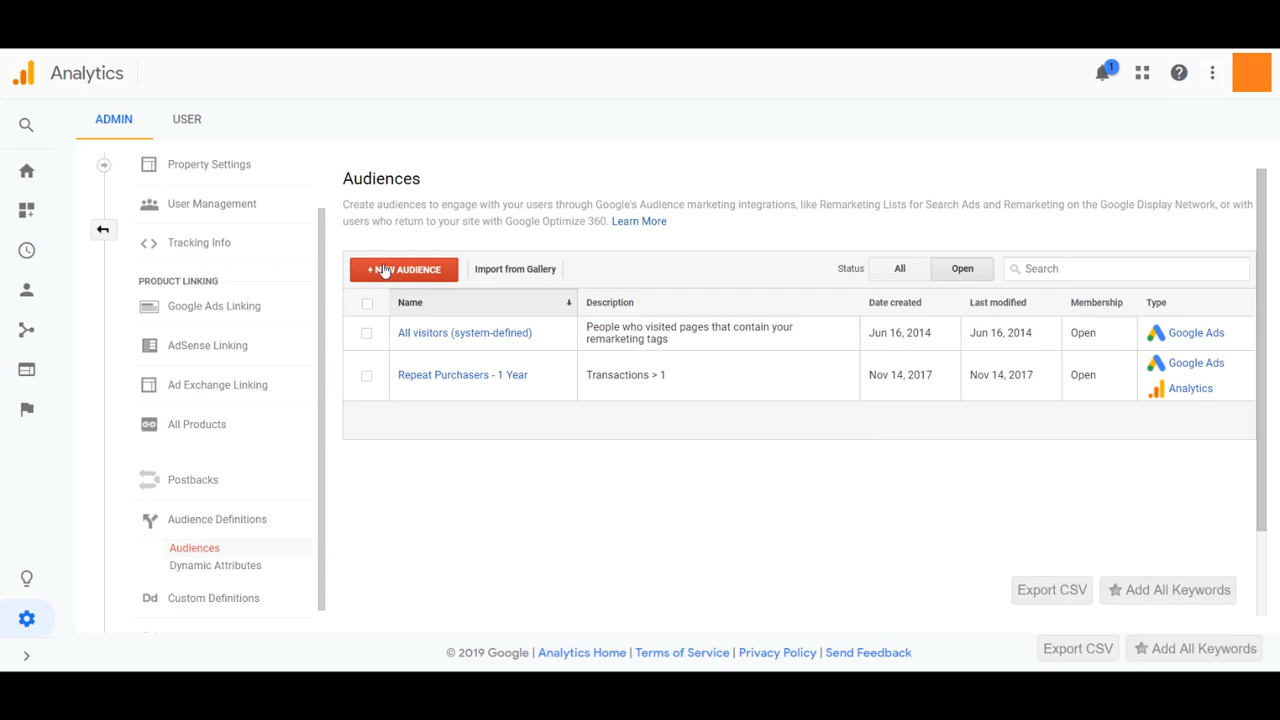 Analytics
1
ADMIN
USER
Property Settings
User Management
Tracking Info
PRODUCT LINKING
Google Ads Linking
AdSense Linking
Ad Exchange Linking
All Products
Postbacks
Audience Definitions
Audiences
Dynamic Attributes
Dd Custom Definitions
Audiences
Create audiences to engage with your users through Google's Audience marketing integrations, like Remarketing Lists for Search Ads and Remarketing on the Google Display Network, or with
users who return to your site with Google Optimize 360. Learn More
+ NEW AUDIENCE
Import from Gallery
Status
All
Open
Search
Name
Description
Date created
Last modified
Membership
Type
All visitors (system-defined)
People who visited pages that contain your
remarketing tags
Jun 16, 2014
Jun 16, 2014
Open
Google Ads
Repeat Purchasers - 1 Year
Transactions > 1
Nov 14, 2017
Nov 14, 2017
Open
Google Ads
Analytics
Export CSV
Add All Keywords
© 2019 Google | Analytics Home | Terms of Service | Privacy Policy | Send Feedback
Export CSV
Add All Keywords